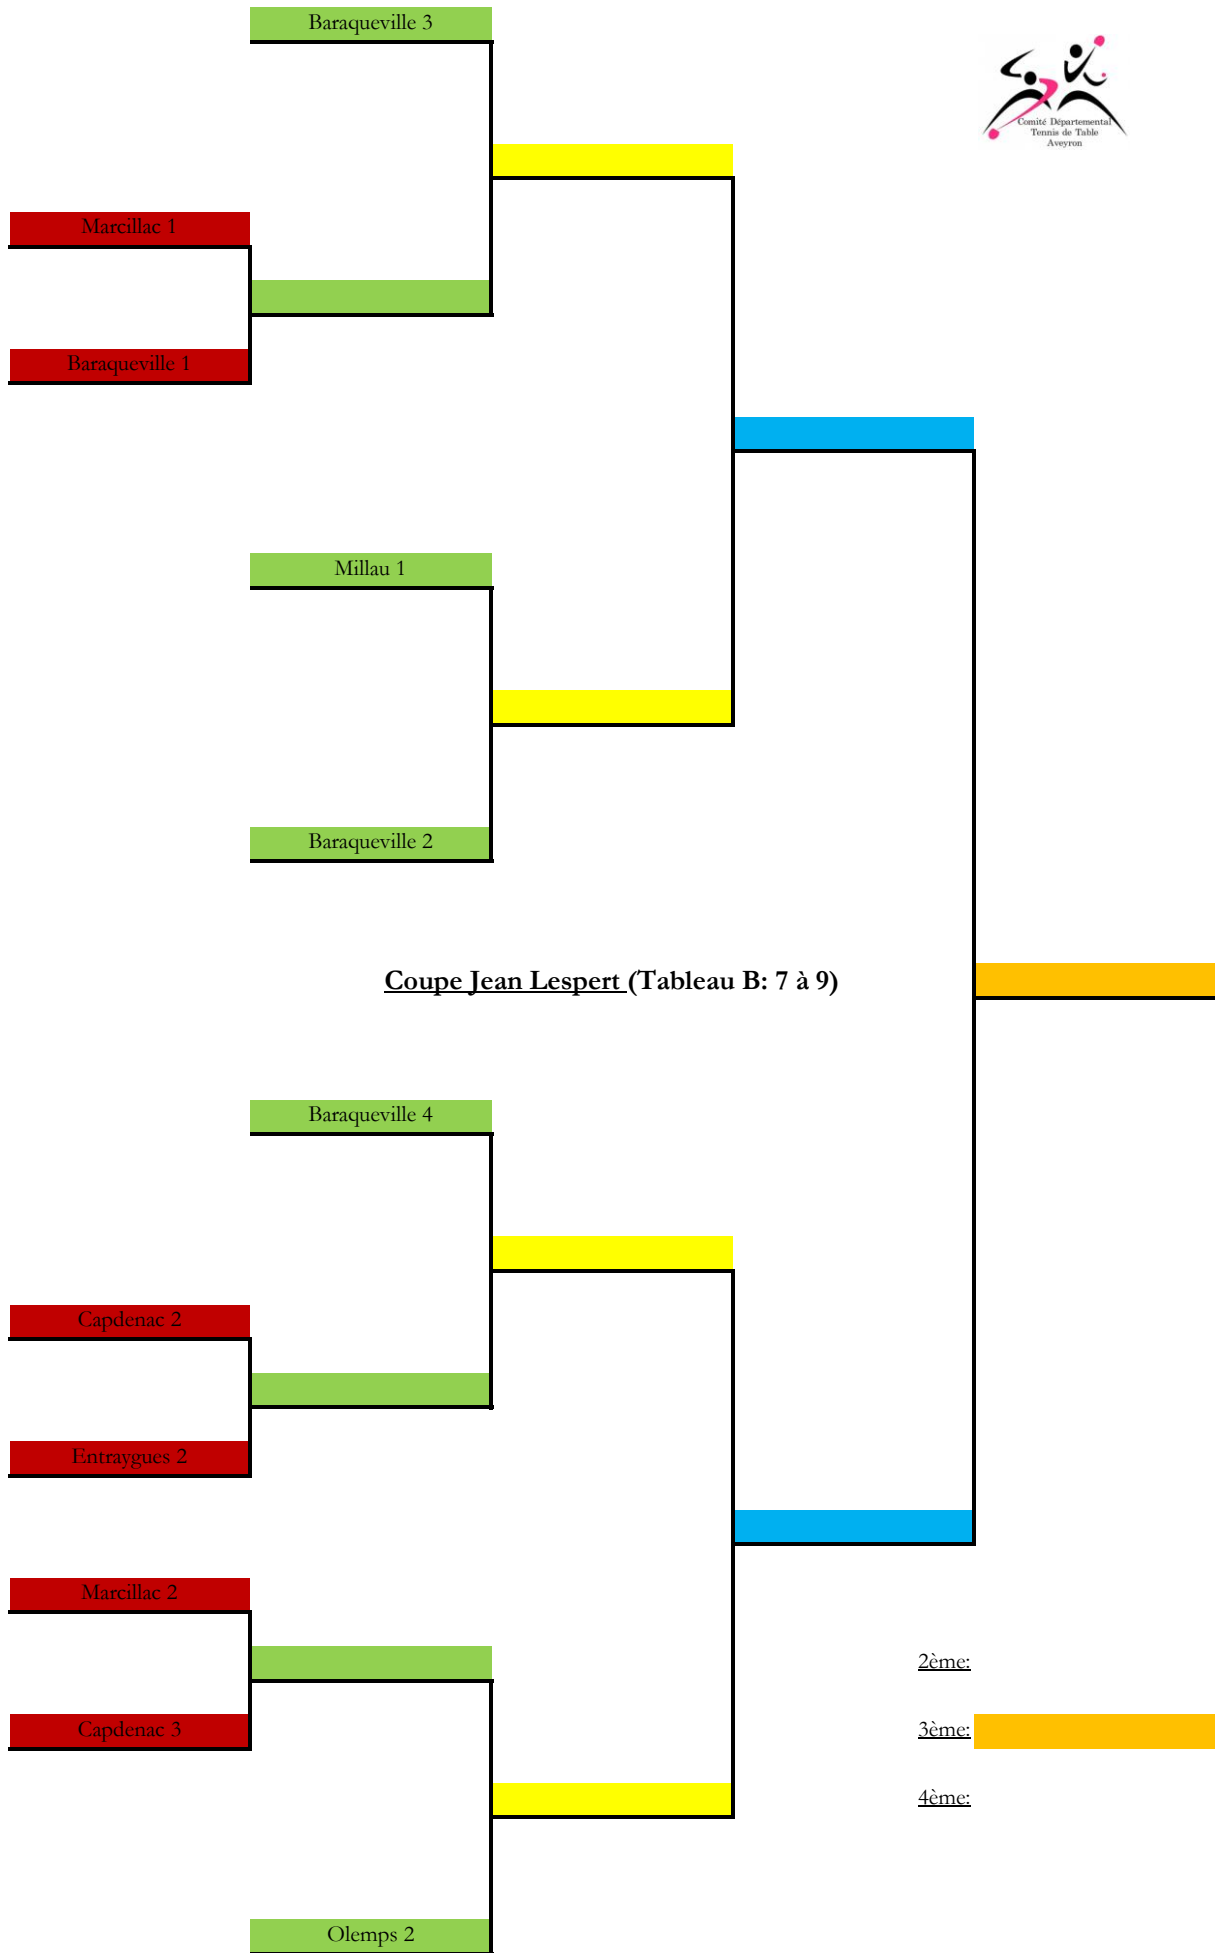 Baraqueville 3
Comité Départemental
Tennis de Table
Aveyron
Marcillac 1
Baraqueville 1
Millau 1
Baraqueville 2
Coupe Jean Lespert (Tableau B: 7 à 9)
Baraqueville 4
Capdenac 2
Entraygues 2
Marcillac 2
2ème:
Capdenac 3
3ème:
4ème:
Olemps 2